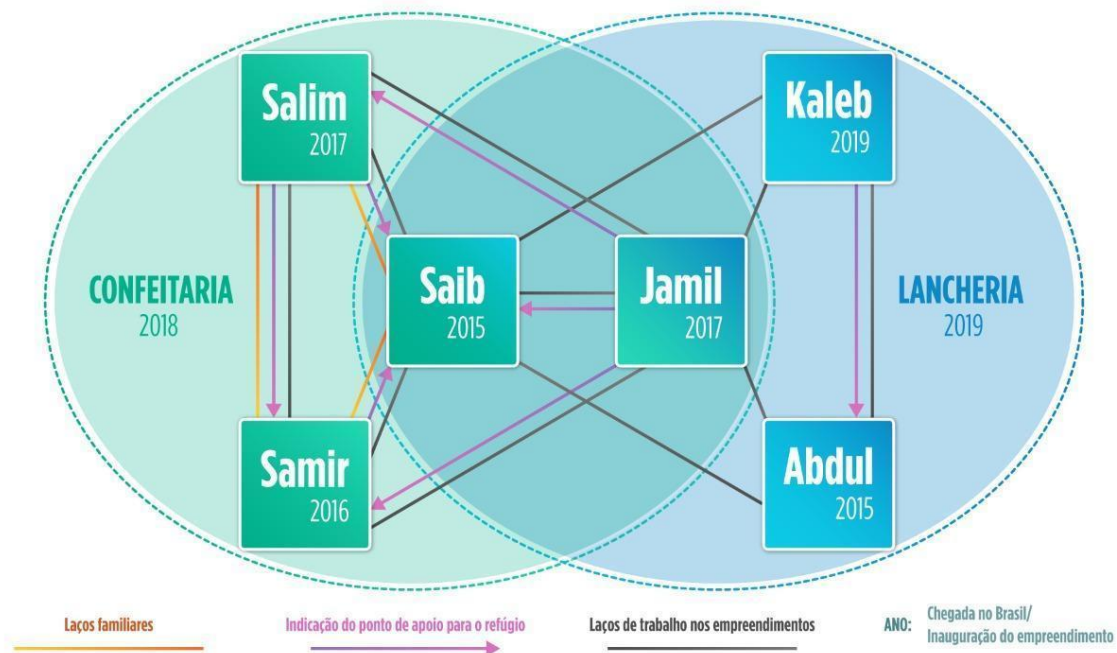 Salim
2017
Kaleb
2019
CONFEITARIA
2018
Saib
2015
Jamil
2017
LANCHERIA
2019
Samir
2016
Abdul
2015
Laços familiares
Indicação do ponto de apoio para o refúgio
Laços de trabalho nos empreendimentos
ANO:
Chegada no Brasil/
Inauguração do empreendimento